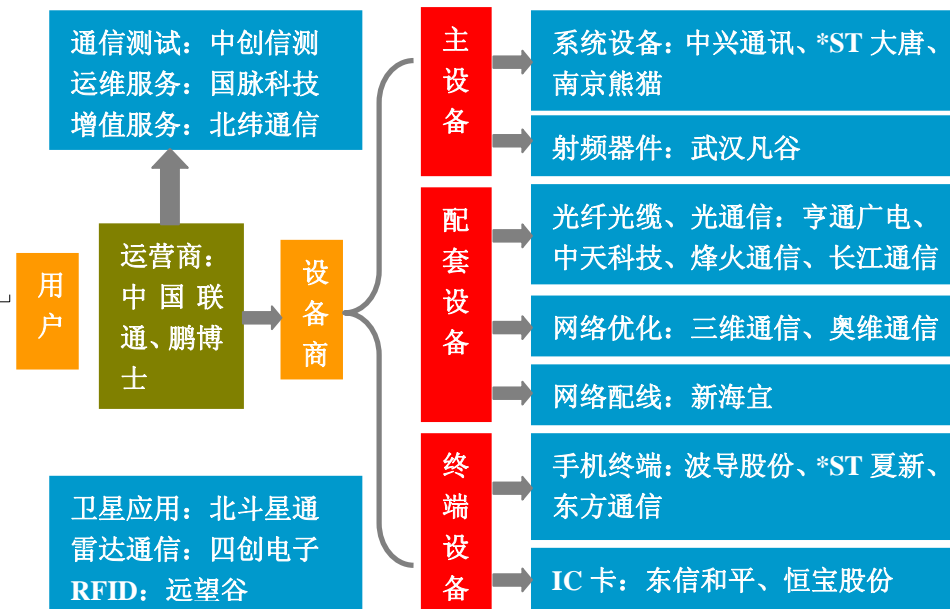 通信测试：中创信测
运维服务：国脉科技
增值服务：北纬通信
用户
运营商：
中国联
通、鹏博
士
设备商
卫星应用：北斗星通
雷达通信：四创电子
RFID：远望谷
主设备
系统设备：中兴通讯、*ST 大唐、
南京熊猫
射频器件：武汉凡谷
配套设备
光纤光缆、光通信：亨通广电、
中天科技、烽火通信、长江通信
网络优化：三维通信、奥维通信
网络配线：新海宜
终端设备
手机终端：波导股份、*ST 夏新、
东方通信
IC 卡：东信和平、恒宝股份